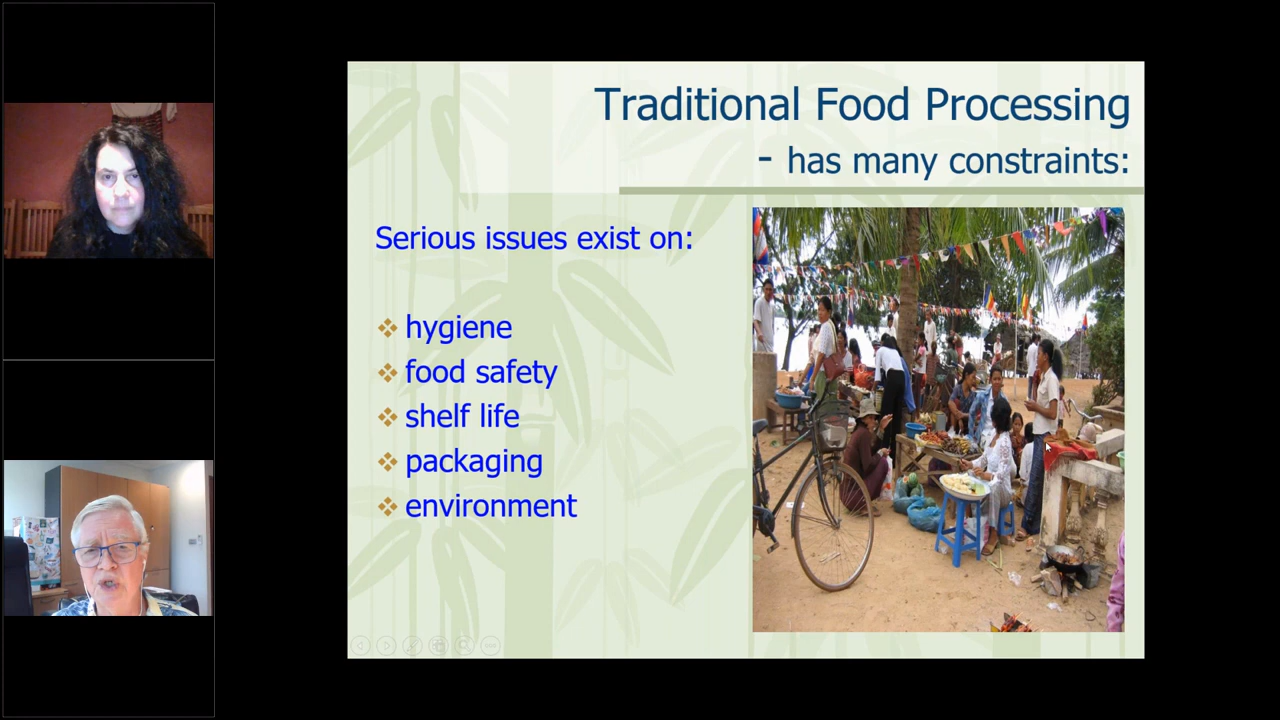 Traditional Food Processing
- has many constraints:
Serious issues exist on:
hygiene
food safety
shelf life
packaging
environment